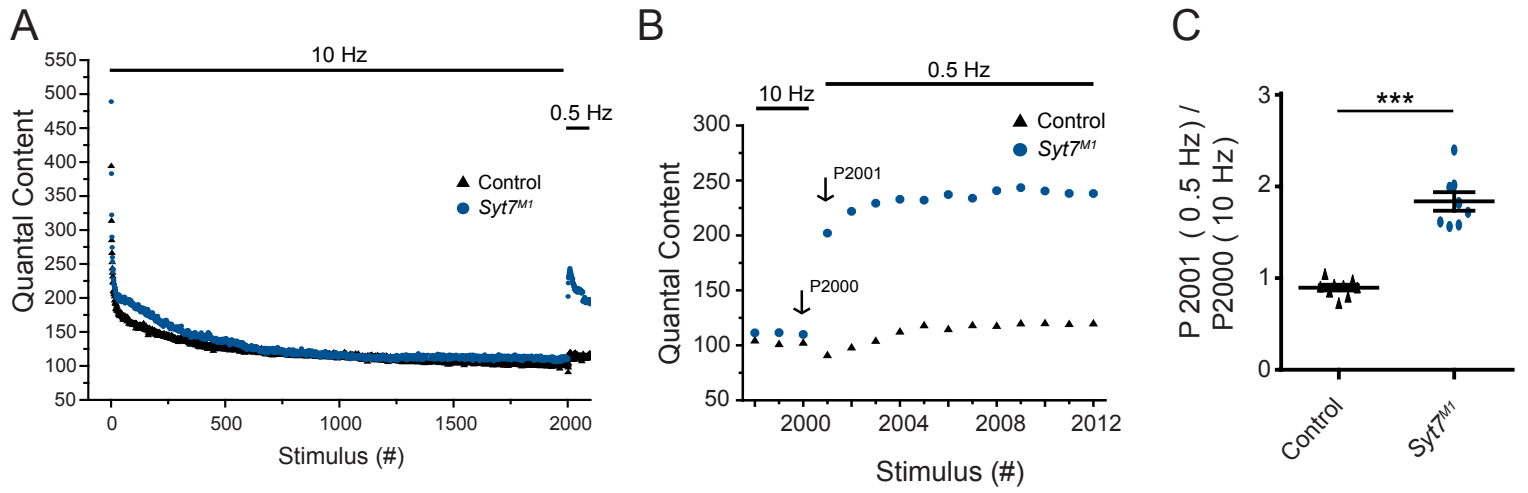 A
10 Hz
0.5 Hz
Control
Syt7M1
Quantal Content
550
500
450
400
350
300
250
200
150
100
50
0
500
1000
1500
2000
Stimulus (#)
B
0.5 Hz
10 Hz
Control
Syt7M1
P2001
P2000
Quantal Content
300
250
200
150
100
50
2000
2004
2008
2012
Stimulus (#)
C
***
P 2001 ( 0.5 Hz ) /
P2000 ( 10 Hz )
3
2
1
0
Control
Syt7M1